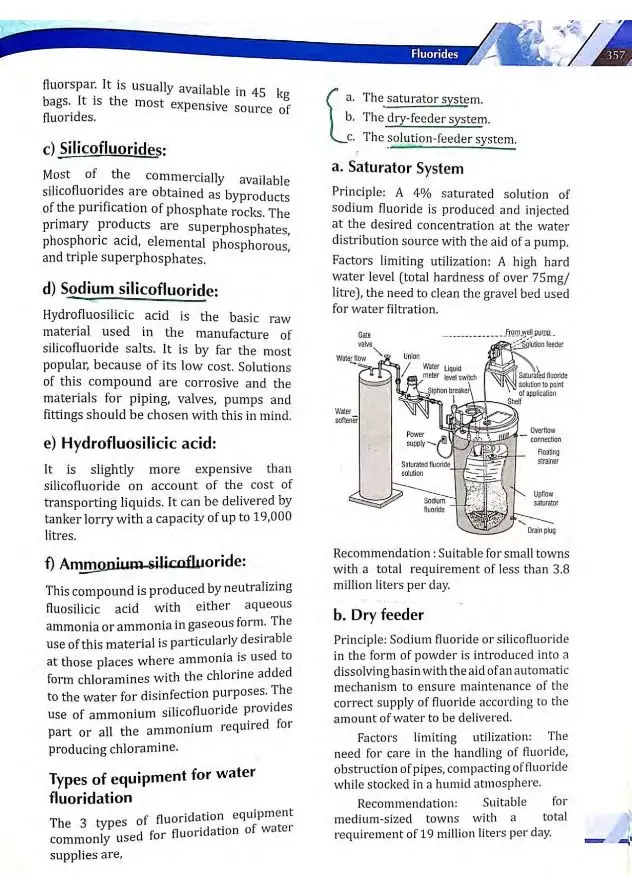 Fluorides
357
fluorspar. It is usually available in 45 kg
bags. It is the most expensive source of
fluorides.
c) Silicofluorides:
Most of the commercially available
silicofluorides are obtained as byproducts
of the purification of phosphate rocks. The
primary products are superphosphates,
phosphoric acid, elemental phosphorous,
and triple superphosphates.
d) Sodium silicofluoride:
Hydrofluosilicic acid is the basic raw
material used in the manufacture of
silicofluoride salts. It is by far the most
popular, because of its low cost. Solutions
of this compound are corrosive and the
materials for piping, valves, pumps and
fittings should be chosen with this in mind.
e) Hydrofluosilicic acid:
It is slightly more expensive than
silicofluoride on account of the cost of
transporting liquids. It can be delivered by
tanker lorry with a capacity of up to 19,000
litres.
f) Ammonium silicofluoride:
This compound is produced by neutralizing
fluosilicic acid with either aqueous
ammonia or ammonia in gaseous form. The
use of this material is particularly desirable
at those places where ammonia is used to
form chloramines with the chlorine added
to the water for disinfection purposes. The
use of ammonium silicofluoride provides
part or all the ammonium required for
producing chloramine.
Types of equipment for water
fluoridation
The 3 types of fluoridation equipment
commonly used for fluoridation of water
supplies are,
a. The saturator system.
b. The dry-feeder system.
c. The solution-feeder system.
a. Saturator System
Principle: A 4% saturated solution of
sodium fluoride is produced and injected
at the desired concentration at the water
distribution source with the aid of a pump.
Factors limiting utilization: A high hard
water level (total hardness of over 75mg/
litre), the need to clean the gravel bed used
for water filtration.
Gate
valve
Water flow
Union
Water
meter
Liquid
level switch
Siphon breaker
From well pump
Solution feeder
Saturated fluoride
solution to point
of application
Shelf
Water
softener
Power
supply
Saturated fluoride
solution
Sodium
fluoride
Overflow
connection
Floating
strainer
Upflow
saturator
Drain plug
Recommendation : Suitable for small towns
with a total requirement of less than 3.8
million liters per day.
b. Dry feeder
Principle: Sodium fluoride or silicofluoride
in the form of powder is introduced into a
dissolving basin with the aid of an automatic
mechanism to ensure maintenance of the
correct supply of fluoride according to the
amount of water to be delivered.
Factors limiting utilization: The
need for care in the handling of fluoride,
obstruction of pipes, compacting of fluoride
while stocked in a humid atmosphere.
Recommendation: Suitable for
medium-sized towns with a total
requirement of 19 million liters per day.